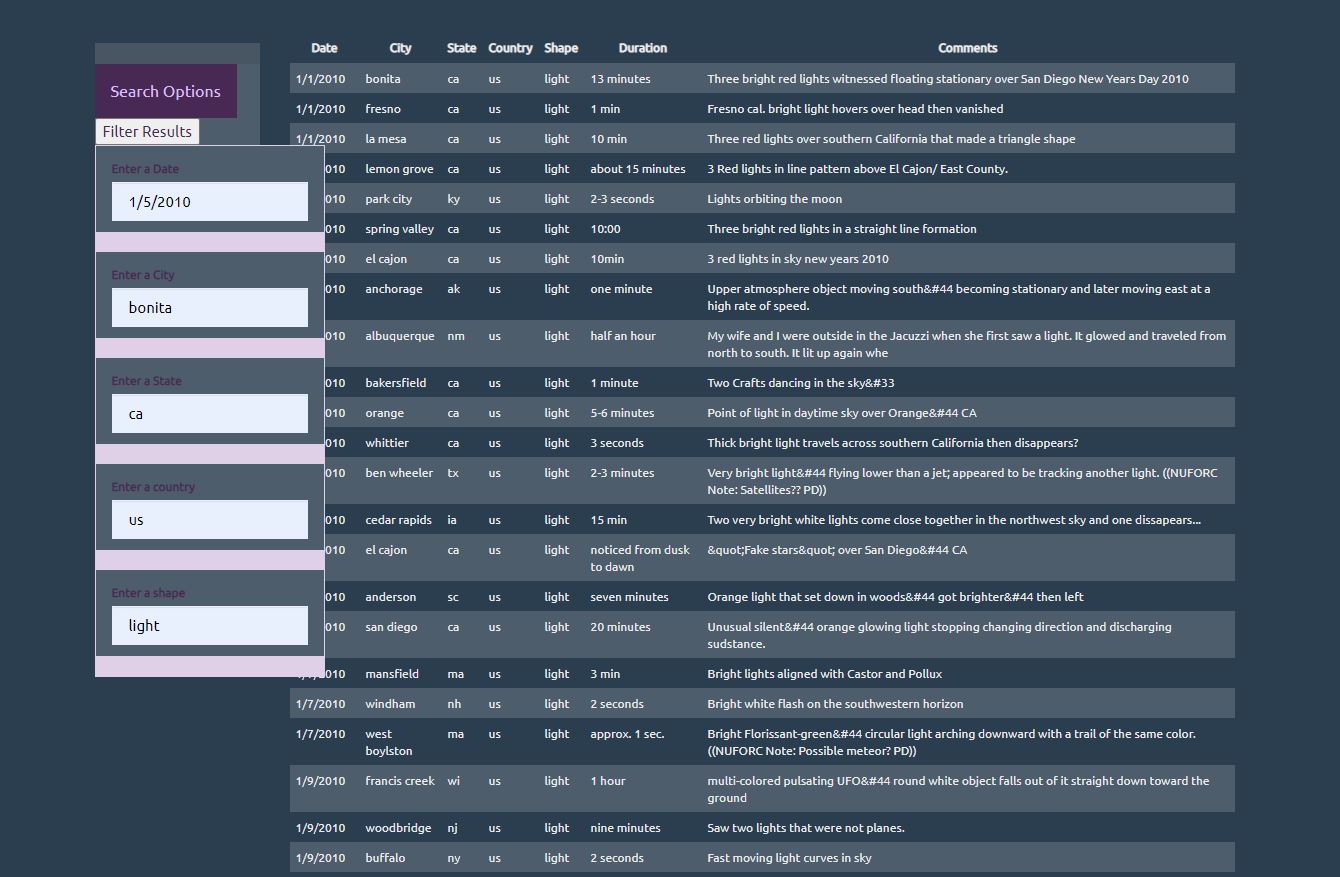 Date City State Country Shape Duration Comments
Search Options
Filter Results
Enter a Date
1/5/2010
Enter a City
bonita
Enter a State
ca
Enter a country
us
Enter a shape
light
1/1/2010 bonita ca us light 13 minutes Three bright red lights witnessed floating stationary over San Diego New Years Day 2010
1/1/2010 fresno ca us light 1 min Fresno cal. bright light hovers over head then vanished
1/1/2010 la mesa ca us light 10 min Three red lights over southern California that made a triangle shape
010 lemon grove ca us light about 15 minutes 3 Red lights in line pattern above El Cajon/ East County.
010 park city ky us light 2-3 seconds Lights orbiting the moon
010 spring valley ca us light 10:00 Three bright red lights in a straight line formation
010 el cajon ca us light 10min 3 red lights in sky new years 2010
010 anchorage ak us light one minute Upper atmosphere object moving south&#44 becoming stationary and later moving east at a
high rate of speed.
010 albuquerque nm us light half an hour My wife and I were outside in the Jacuzzi when she first saw a light. It glowed and traveled from
north to south. It lit up again whe
010 bakersfield ca us light 1 minute Two Crafts dancing in the sky&#33
010 orange ca us light 5-6 minutes Point of light in daytime sky over Orange&#44 CA
010 whittier ca us light 3 seconds Thick bright light travels across southern California then disappears?
010 ben wheeler tx us light 2-3 minutes Very bright light&#44 flying lower than a jet; appeared to be tracking another light. ((NUFORC
Note: Satellites?? PD))
010 cedar rapids ia us light 15 min Two very bright white lights come close together in the northwest sky and one dissapears...
010 el cajon ca us light noticed from dusk &quot;Fake stars&quot; over San Diego&#44 CA
to dawn
010 anderson sc us light seven minutes Orange light that set down in woods&#44 got brighter&#44 then left
010 san diego ca us light 20 minutes Unusual silent&#44 orange glowing light stopping changing direction and discharging
sudstance.
010 mansfield ma us light 3 min Bright lights aligned with Castor and Pollux
1/7/2010 windham nh us light 2 seconds Bright white flash on the southwestern horizon
1/7/2010 west ma us light approx. 1 sec. Bright Florissant-green&#44 circular light arching downward with a trail of the same color.
boylston ((NUFORC Note: Possible meteor? PD))
1/9/2010 francis creek wi us light 1 hour multi-colored pulsating UFO&#44 round white object falls out of it straight down toward the
ground
1/9/2010 woodbridge nj us light nine minutes Saw two lights that were not planes.
1/9/2010 buffalo ny us light 2 seconds Fast moving light curves in sky